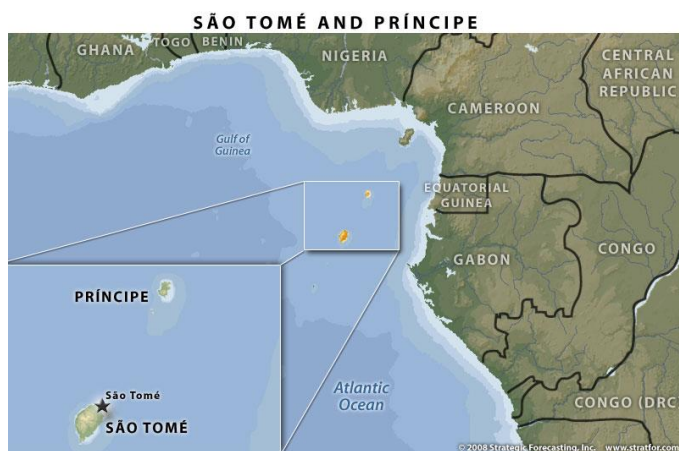 SÃO TOMÉ AND PRÍNCIPE
GHANA
TOGO
BENIN
NIGERIA
CENTRAL
AFRICAN
REPUBLIC
CAMEROON
Gulf of
Guinea
EQUATORIAL
GUINEA
GABON
CONGO
PRÍNCIPE
São Tomé
SÃO TOMÉ
Atlantic
Ocean
CONGO (DRC
© 2008 Strategic Forecasting, Inc. www.stratfor.com